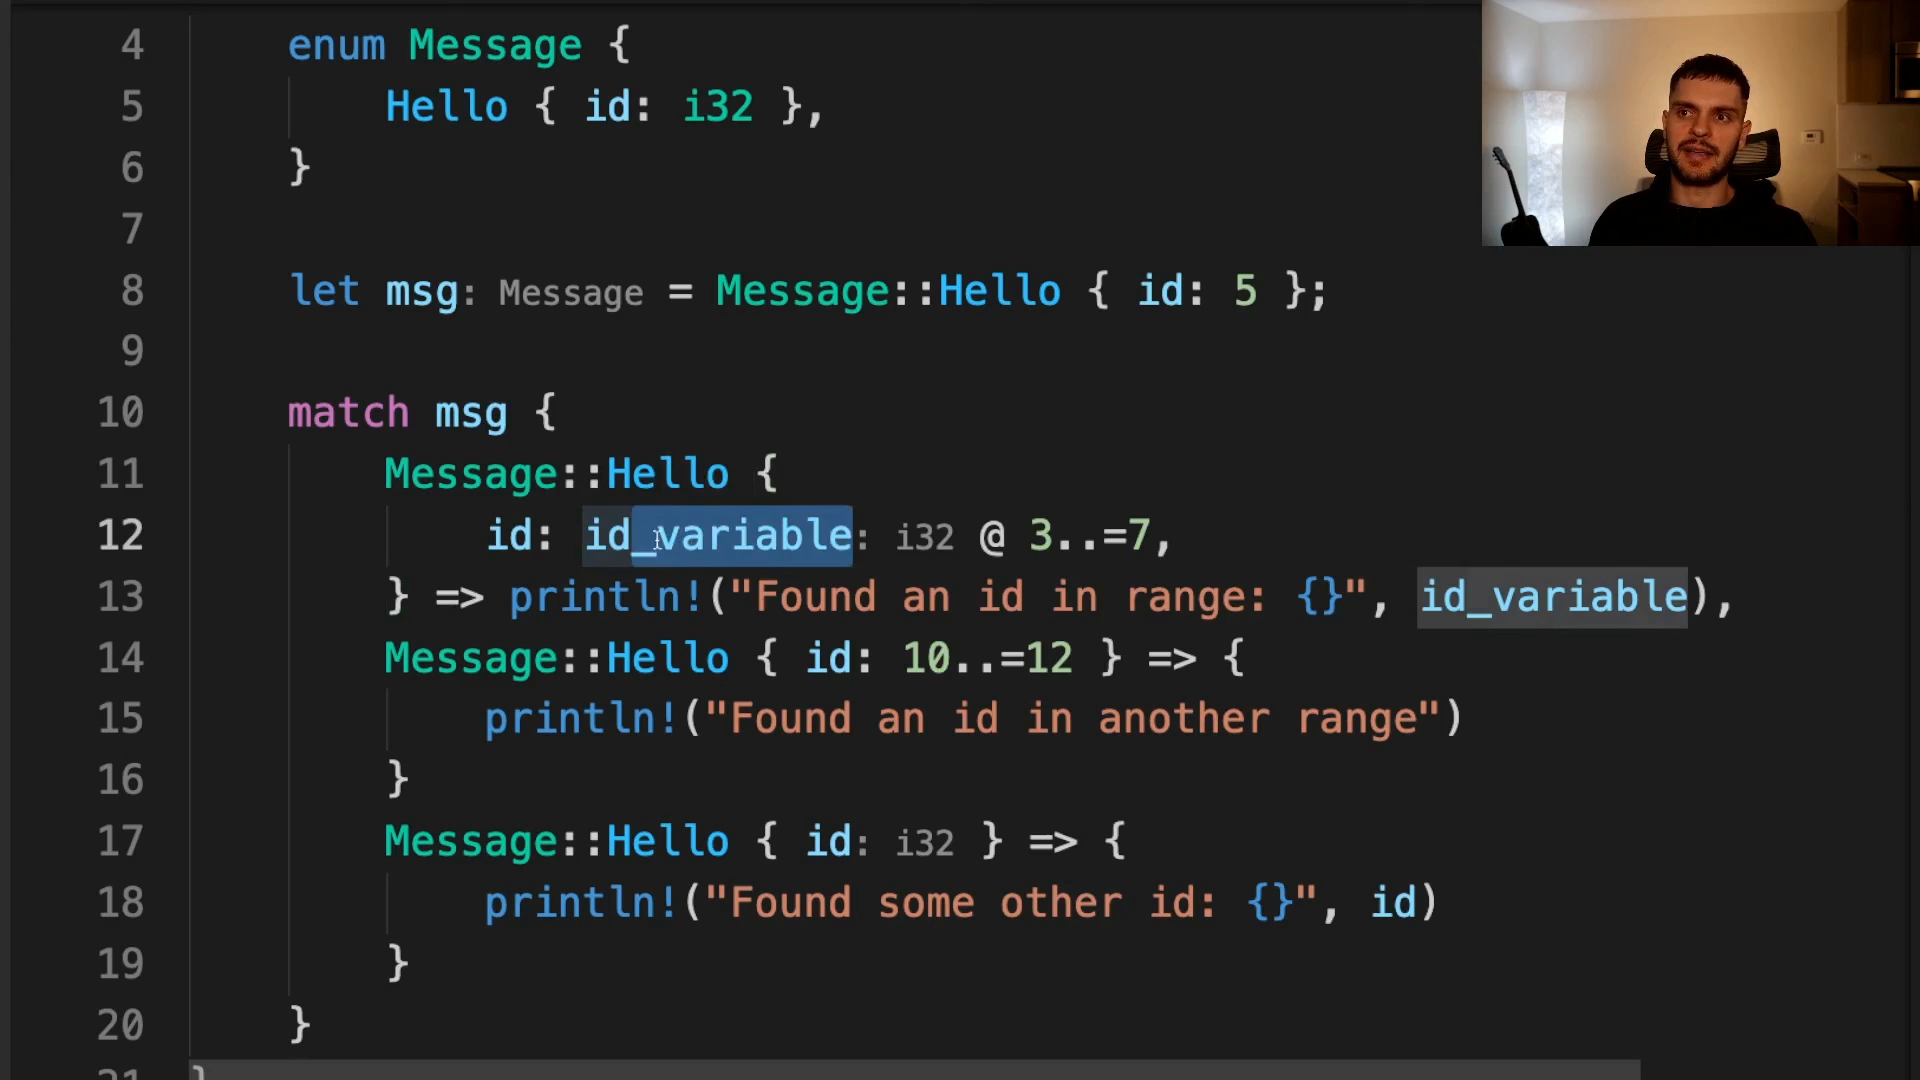 4 enum Message {
5 Hello { id: i32 },
6 }
7
8 let msg: Message = Message::Hello { id: 5 };
9
10 match msg {
11 Message::Hello {
12 id: id_variable: i32 @ 3..=7,
13 } => println!("Found an id in range: {}", id_variable),
14 Message::Hello { id: 10..=12 } => {
15 println!("Found an id in another range")
16 }
17 Message::Hello { id: i32 } => {
18 println!("Found some other id: {}", id)
19 }
20 }
21 }